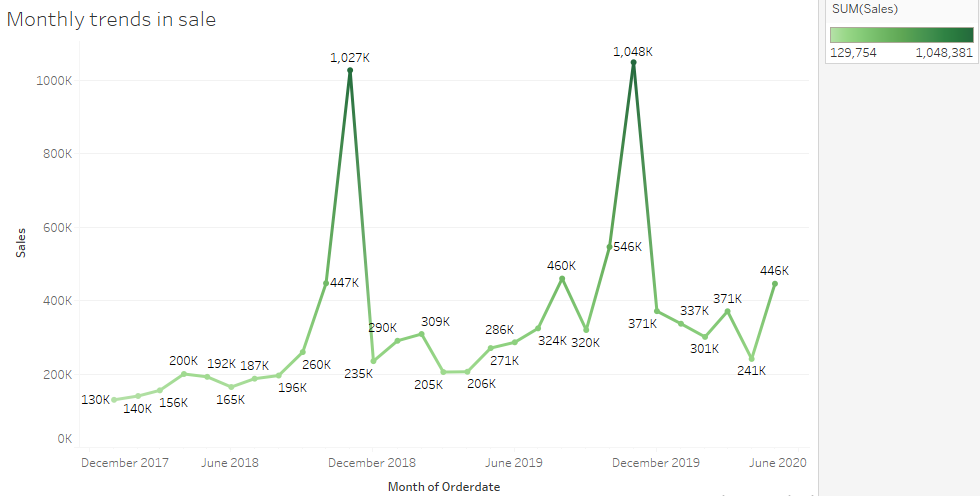 Monthly trends in sale
SUM(Sales)
129,754 1,048,381
1000K
800K
600K
400K
200K
0K
Sales
130K
140K
156K
200K
192K
165K
187K
196K
260K
447K
1,027K
235K
290K
309K
205K
206K
271K
286K
324K
460K
320K
546K
1,048K
371K
337K
301K
371K
241K
446K
December 2017 June 2018 December 2018 June 2019 December 2019 June 2020
Month of Orderdate